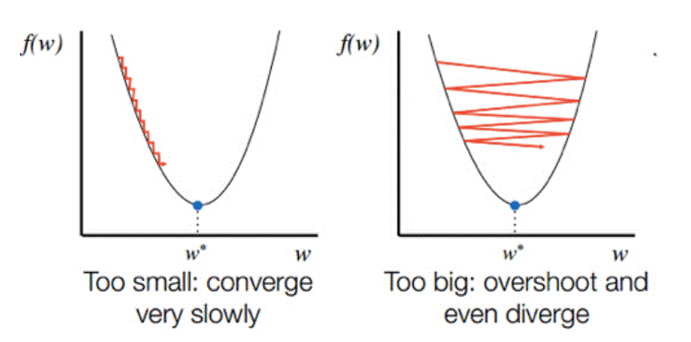 f(w)
w*
w
Too small: converge
very slowly
f(w)
w*
w
Too big: overshoot and
even diverge